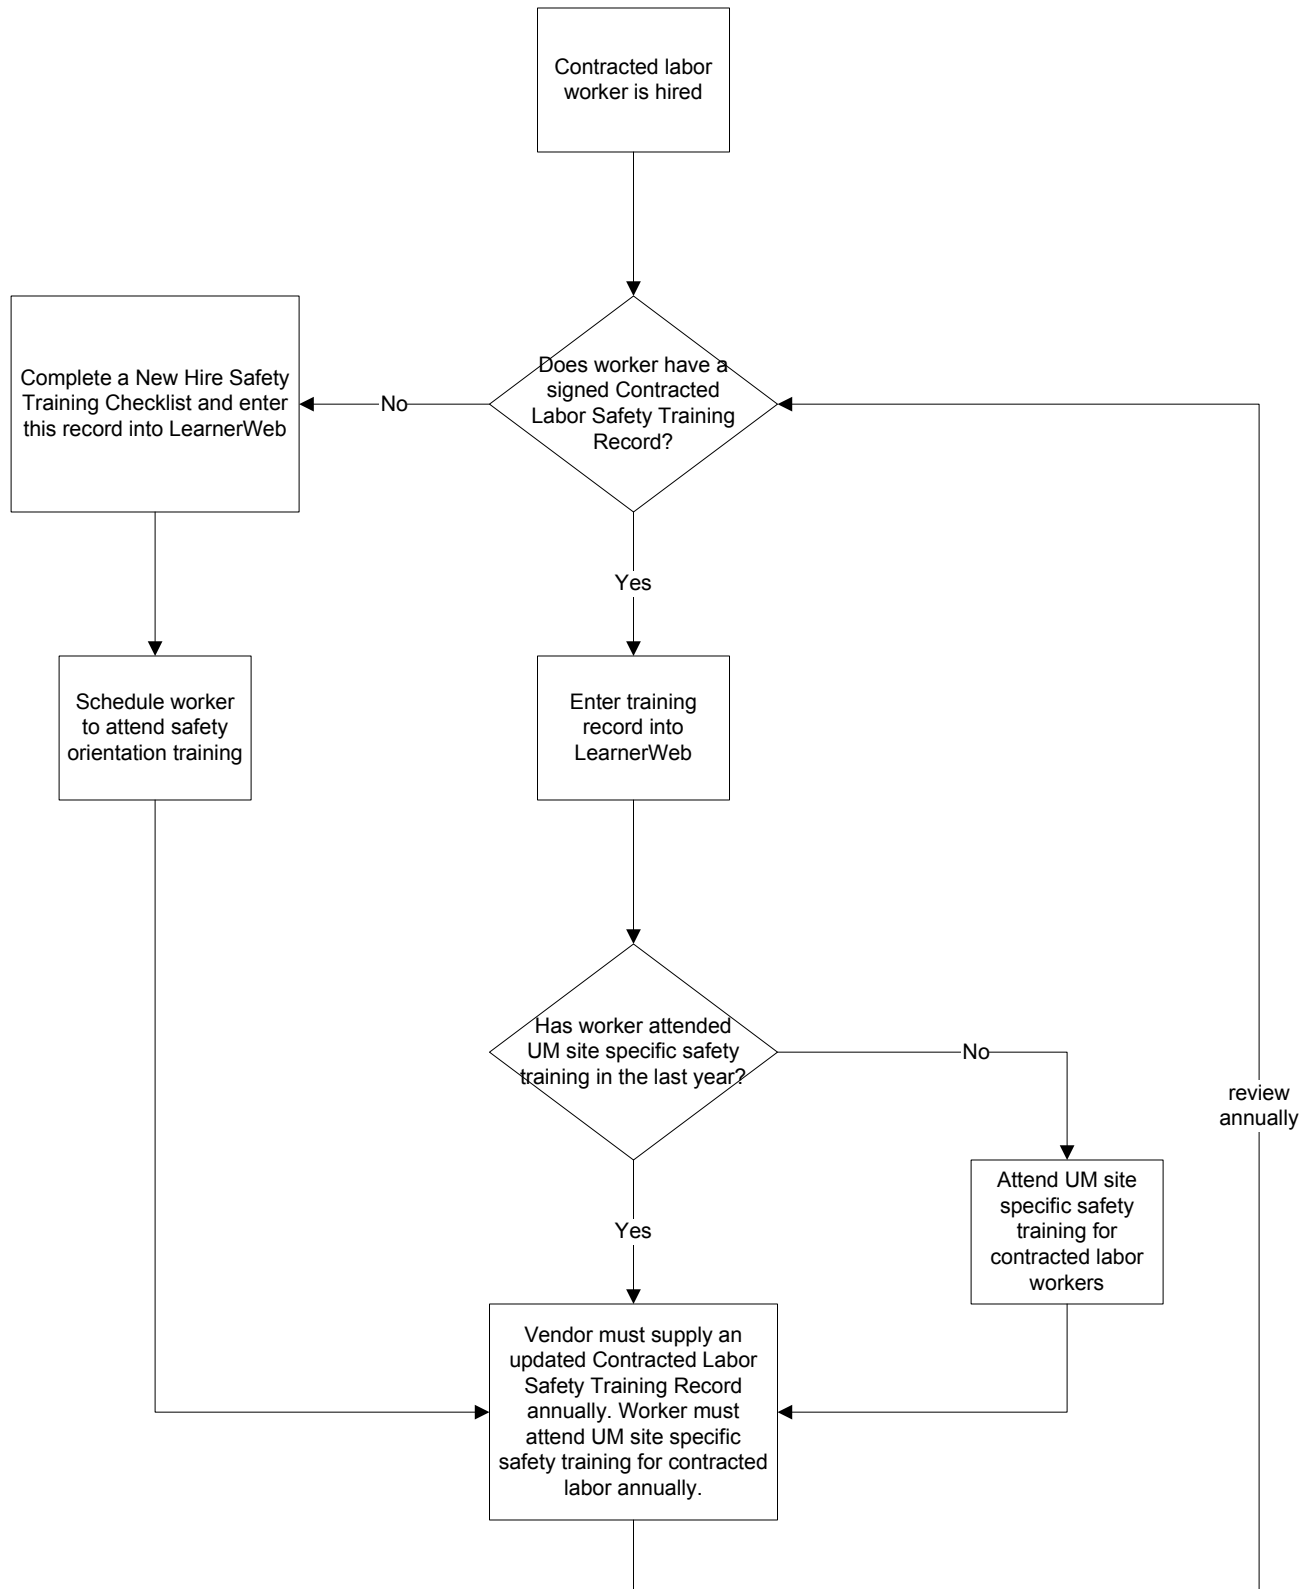 Contracted labor
worker is hired
Does worker have a
signed Contracted
Labor Safety Training
Record?
No
Complete a New Hire Safety
Training Checklist and enter
this record into LearnerWeb
Yes
Schedule worker
to attend safety
orientation training
Enter training
record into
LearnerWeb
Has worker attended
UM site specific safety
training in the last year?
No
review
annually
Attend UM site
specific safety
training for
contracted labor
workers
Yes
Vendor must supply an
updated Contracted Labor
Safety Training Record
annually. Worker must
attend UM site specific
safety training for contracted
labor annually.